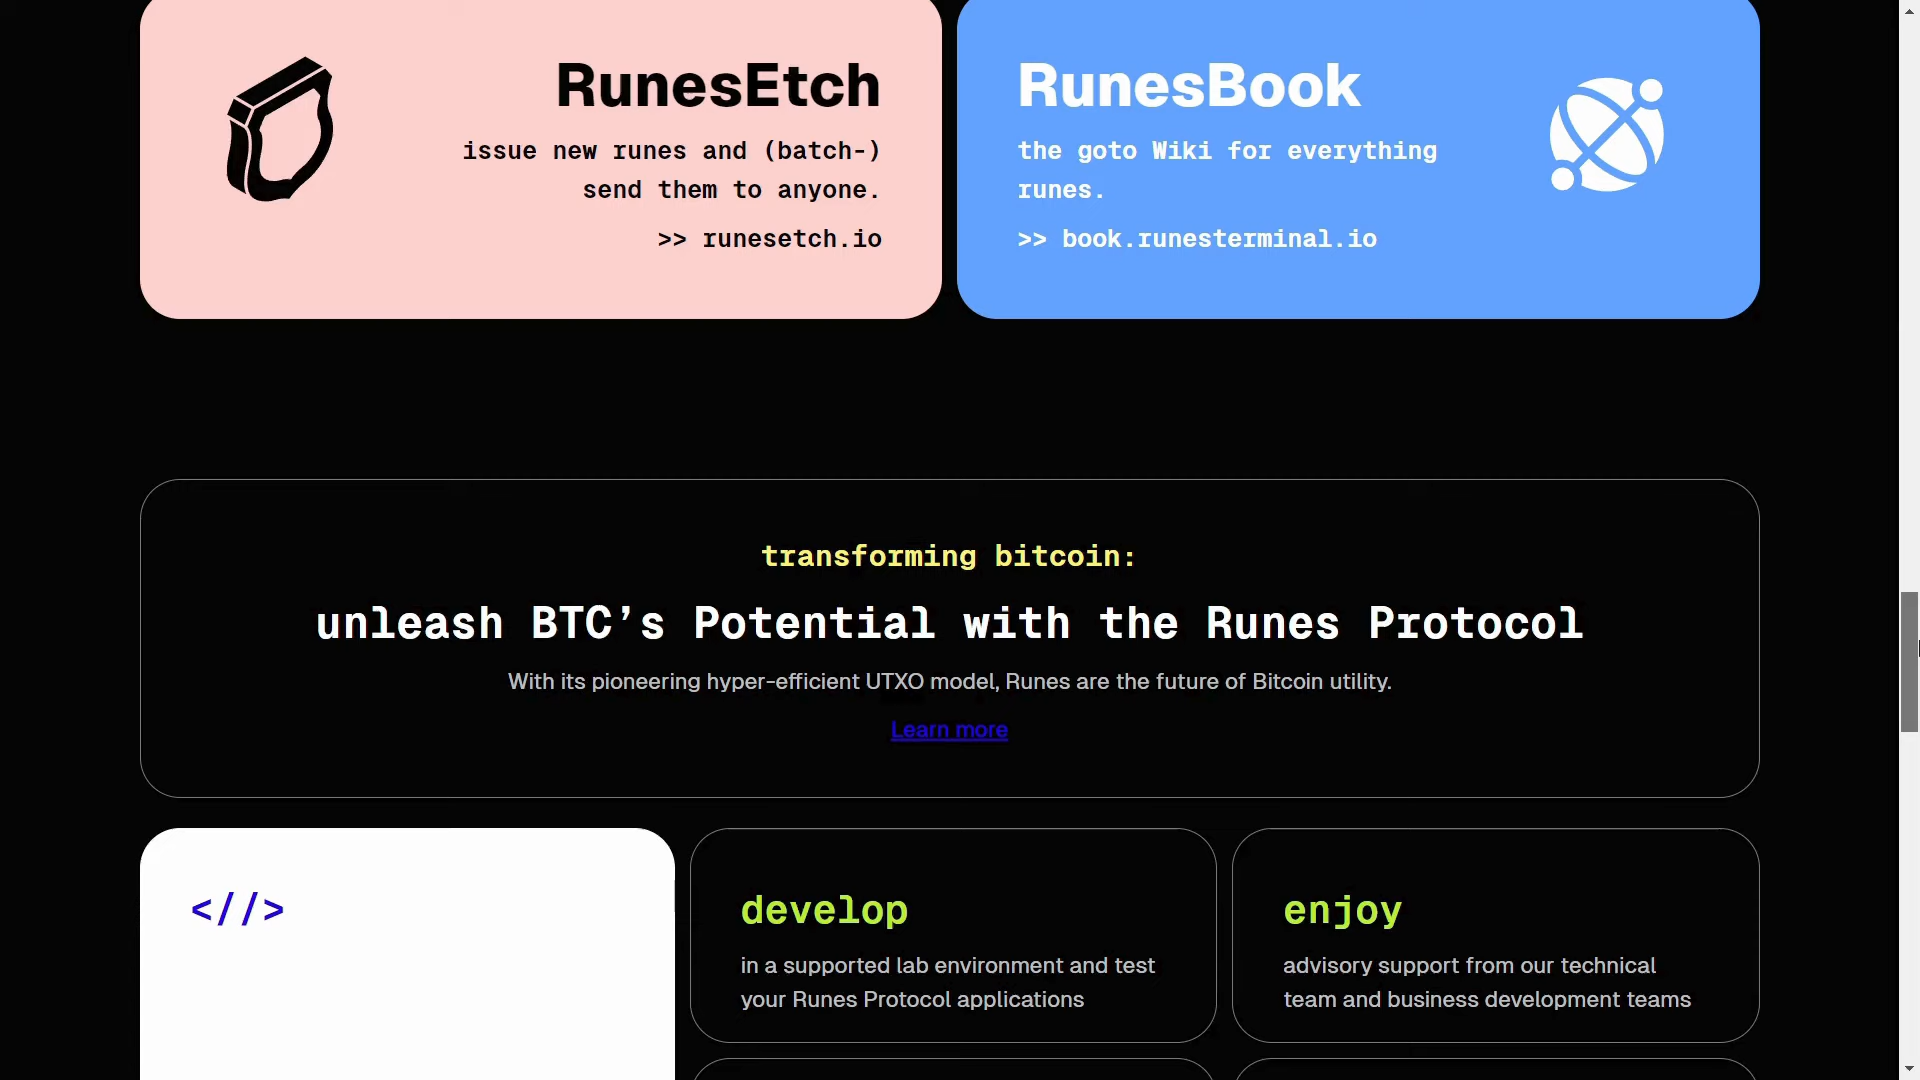 RunesEtch
issue new runes and (batch-)
send them to anyone.
>> runesetch.io
RunesBook
the goto Wiki for everything
runes.
>> book.runesterminal.io
transforming bitcoin:
unleash BTC’s Potential with the Runes Protocol
With its pioneering hyper-efficient UTXO model, Runes are the future of Bitcoin utility.
Learn more
<//>
develop
in a supported lab environment and test
your Runes Protocol applications
enjoy
advisory support from our technical
team and business development teams